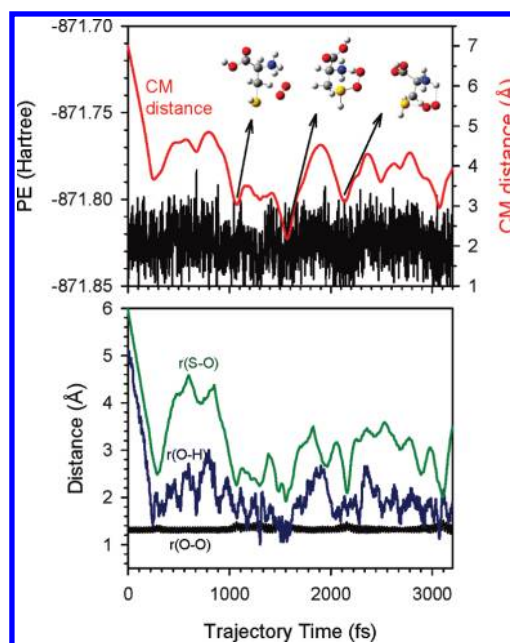 -871.70
-871.75
-871.80
-871.85
PE (Hartree)
CM
distance
7
6
5
4
3
2
1
CM distance (Å)
6
5
4
3
2
1
Distance (Å)
r(S-O)
r(O-H)
r(O-O)
0
1000
2000
3000
Trajectory Time (fs)